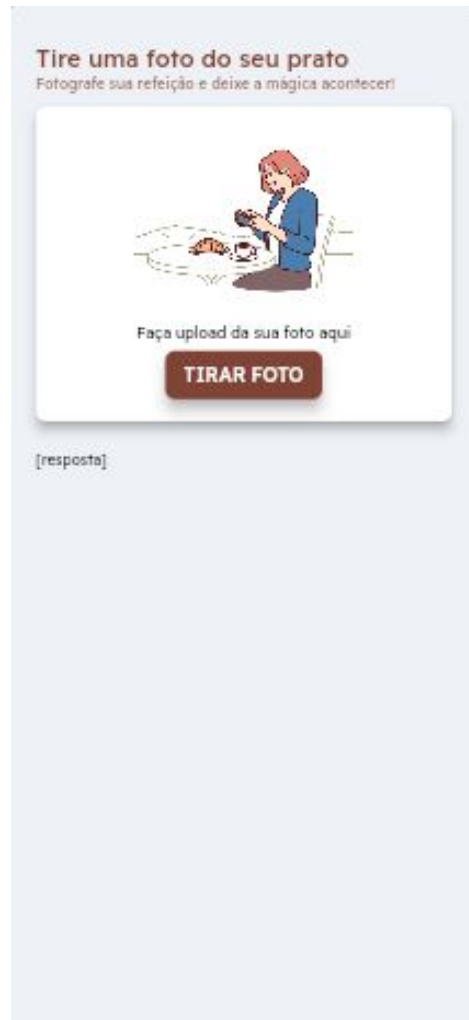 Tire uma foto do seu prato
Fotografe sua refeição e deixe a mágica acontecer!
Faça upload da sua foto aqui
TIRAR FOTO
[resposta]